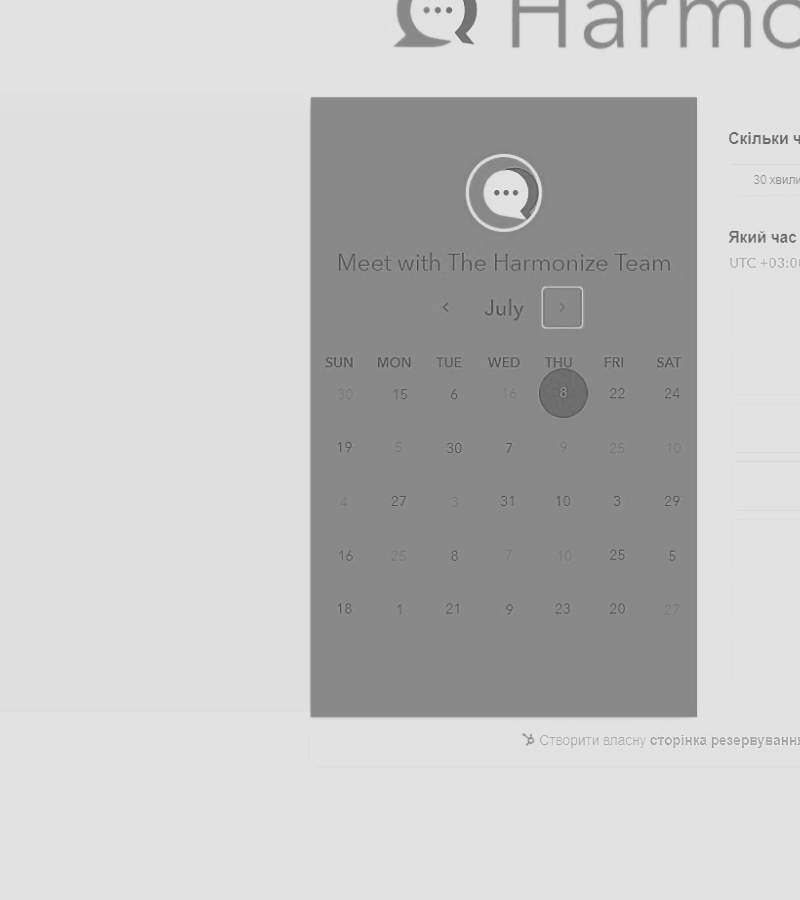 Harmo
Скільки ч
30 хвили
Який час
UTC +03:00
Meet with The Harmonize Team
July
SUN MON TUE WED THU FRI SAT
30 15 6 16 8 22 24
19 5 30 7 9 25 10
4 27 3 31 10 3 29
16 25 8 7 10 25 5
18 1 21 9 23 20 27
Створити власну сторінка резервування